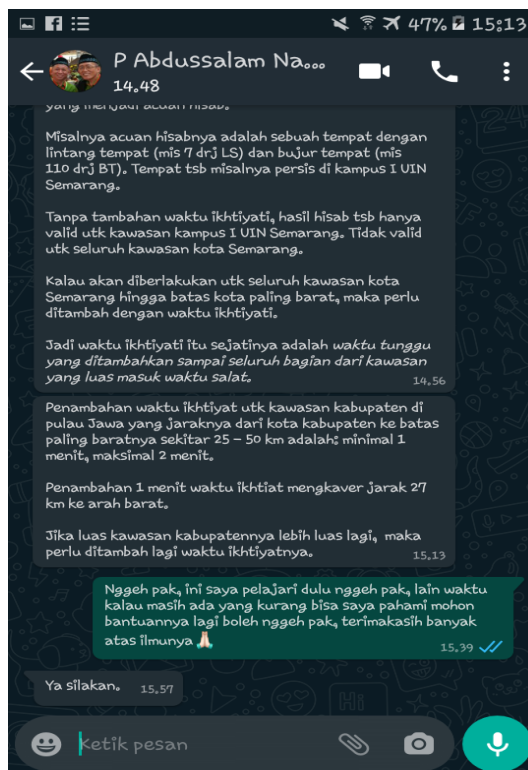 47% 15:13
P Abdussalam Na...
14.48
yang menjadi acuan hisab.
Misalnya acuan hisabnya adalah sebuah tempat dengan
lintang tempat (mis 7 drj LS) dan bujur tempat (mis
110 drj BT). Tempat tsb misalnya persis di kampus I UIN
Semarang.
Tanpa tambahan waktu ikhtiyati, hasil hisab tsb hanya
valid utk kawasan kampus I UIN Semarang. Tidak valid
utk seluruh kawasan kota Semarang.
Kalau akan diberlakukan utk seluruh kawasan kota
Semarang hingga batas kota paling barat, maka perlu
ditambah dengan waktu ikhtiyati.
Jadi waktu ikhtiyati itu sejatinya adalah waktu tunggu
yang ditambahkan sampai seluruh bagian dari kawasan
yang luas masuk waktu salat.
14.56
Penambahan waktu ikhtiyat utk kawasan kabupaten di
pulau Jawa yang jaraknya dari kota kabupaten ke batas
paling baratnya sekitar 25 – 50 km adalah: minimal 1
menit, maksimal 2 menit.
Penambahan 1 menit waktu ikhtiat mengkaver jarak 27
km ke arah barat.
Jika luas kawasan kabupatennya lebih luas lagi, maka
perlu ditambah lagi waktu ikhtiyatnya.
15.13
Nggeh pak, ini saya pelajari dulu nggeh pak, lain waktu
kalau masih ada yang kurang bisa saya pahami mohon
bantuannya lagi boleh nggeh pak, terimakasih banyak
atas ilmunya 🙏🏻
15.39
Ya silakan. 15.57
Ketik pesan